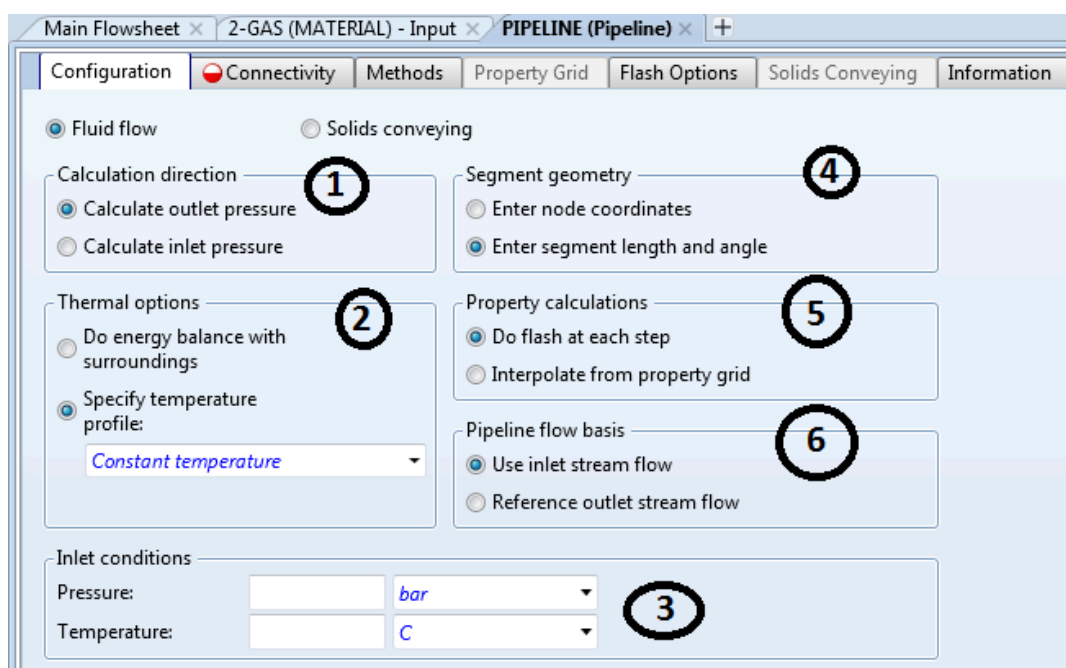 Main Flowsheet × 2-GAS (MATERIAL) - Input × PIPELINE (Pipeline) × +
Configuration Connectivity Methods Property Grid Flash Options Solids Conveying Information
Fluid flow Solids conveying
Calculation direction 1
Calculate outlet pressure
Calculate inlet pressure
Segment geometry 4
Enter node coordinates
Enter segment length and angle
Thermal options 2
Do energy balance with
surroundings
Specify temperature
profile:
Constant temperature
Property calculations 5
Do flash at each step
Interpolate from property grid
Pipeline flow basis 6
Use inlet stream flow
Reference outlet stream flow
Inlet conditions
Pressure: bar
Temperature: C
3